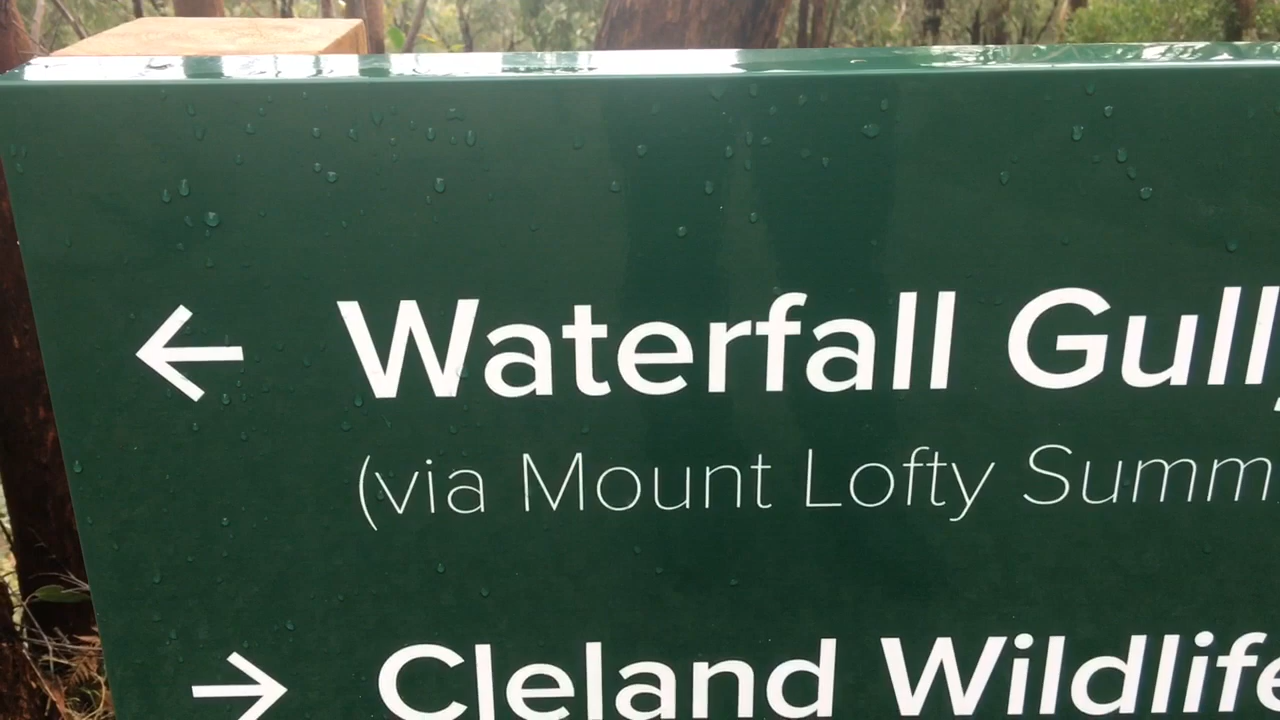 ← Waterfall Gull
(via Mount Lofty Summ
→ Cleland Wildlife